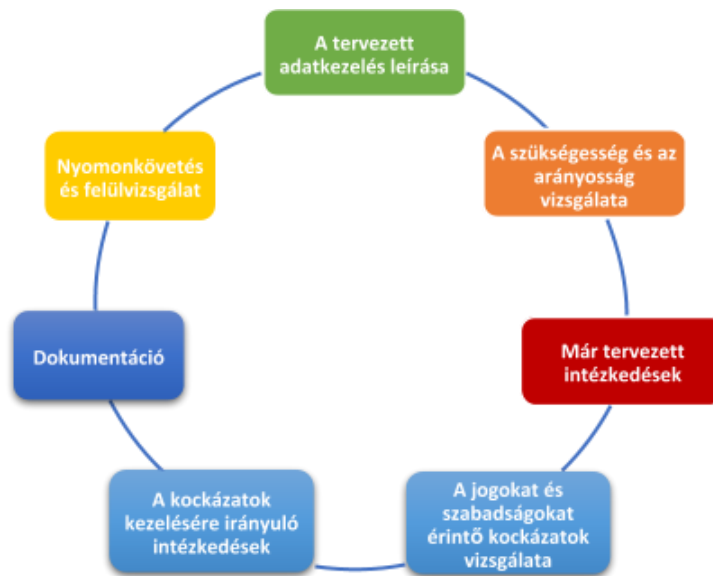 A tervezett
adatkezelés leírása
A szükségesség és az
arányosság
vizsgálata
Már tervezett
intézkedések
A jogokat és
szabadságokat
érintő kockázatok
vizsgálata
A kockázatok
kezelésére irányuló
intézkedések
Dokumentáció
Nyomonkövetés
és felülvizsgálat